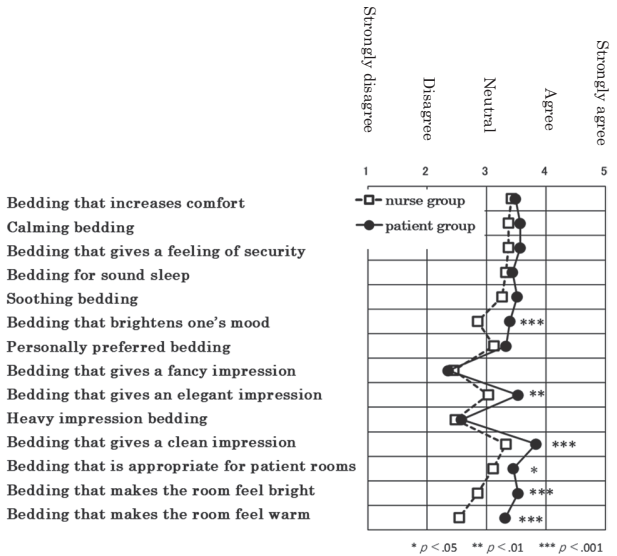 Strongly disagree
Disagree
Neutral
Agree
Strongly agree
1 2 3 4 5
Bedding that increases comfort
Calming bedding
Bedding that gives a feeling of security
Bedding for sound sleep
Soothing bedding
Bedding that brightens one's mood
Personally preferred bedding
Bedding that gives a fancy impression
Bedding that gives an elegant impression
Heavy impression bedding
Bedding that gives a clean impression
Bedding that is appropriate for patient rooms
Bedding that makes the room feel bright
Bedding that makes the room feel warm
nurse group
patient group
***
**
***
*
***
***
* p <.05 ** p <.01 *** p <.001